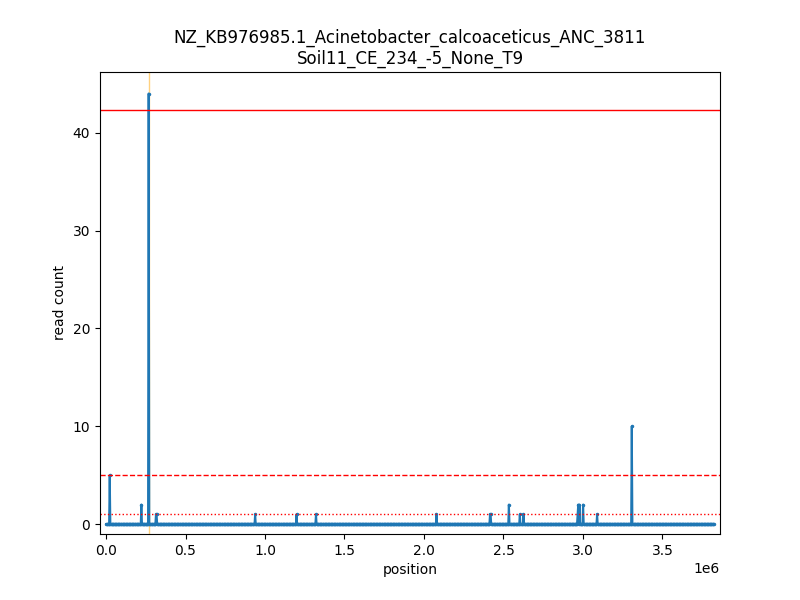 NZ_KB976985.1_Acinetobacter_calcoaceticus_ANC_3811
Soil11_CE_234_-5_None_T9
read count
40
30
20
10
0
0.0 0.5 1.0 1.5 2.0 2.5 3.0 3.5
position
1e6